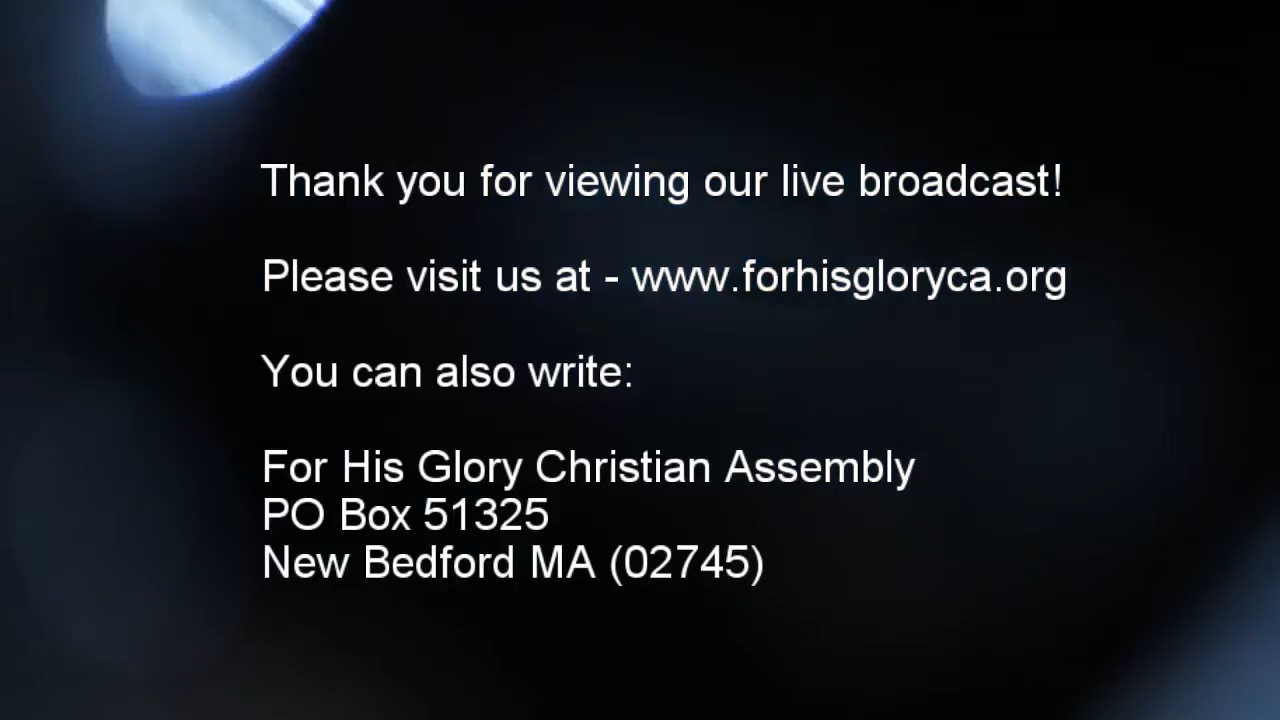 Thank you for viewing our live broadcast!
Please visit us at - www.forhisgloryca.org
You can also write:
For His Glory Christian Assembly
PO Box 51325
New Bedford MA (02745)